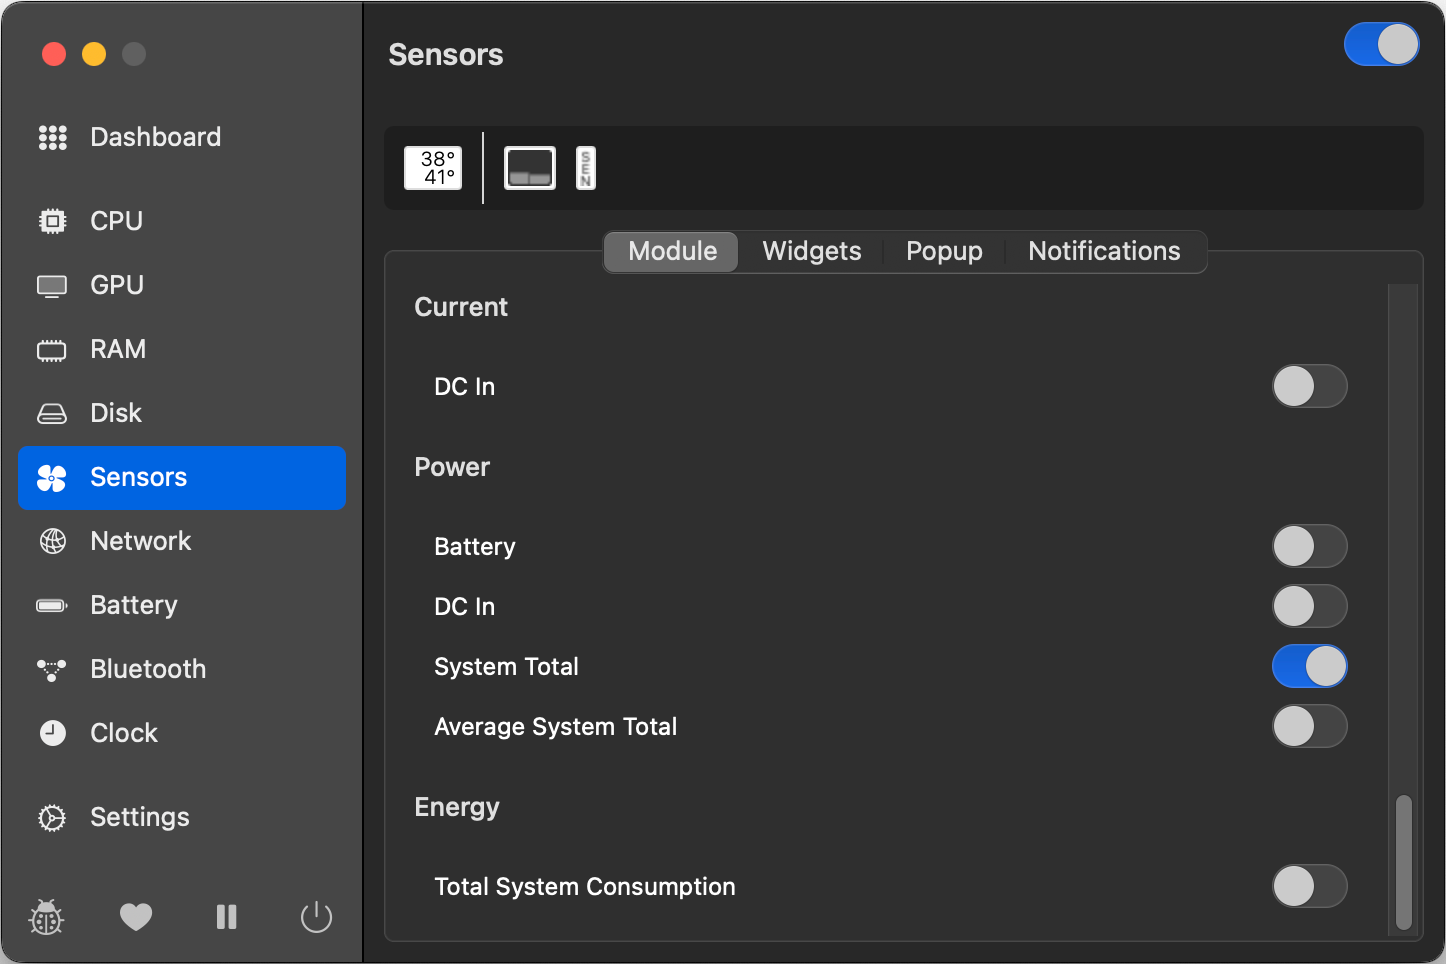 Sensors
Dashboard
CPU
GPU
RAM
Disk
Sensors
Network
Battery
Bluetooth
Clock
Settings
38°
41°
SEN
Module Widgets Popup Notifications
Current
DC In
Power
Battery
DC In
System Total
Average System Total
Energy
Total System Consumption